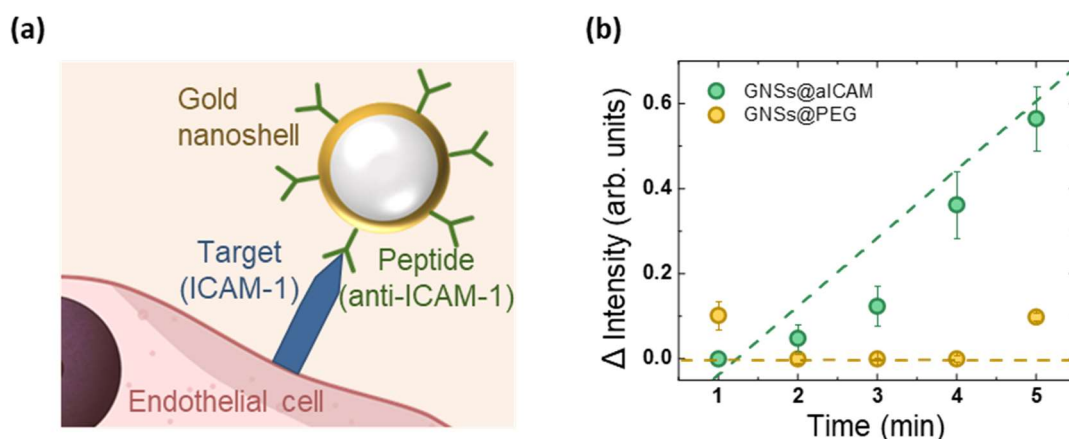 (a)
Gold
nanoshell
Target
(ICAM-1)
Peptide
(anti-ICAM-1)
Endothelial cell
(b)
GNSs@aICAM
GNSs@PEG
Δ Intensity (arb. units)
0.6
0.4
0.2
0.0
1 2 3 4 5
Time (min)